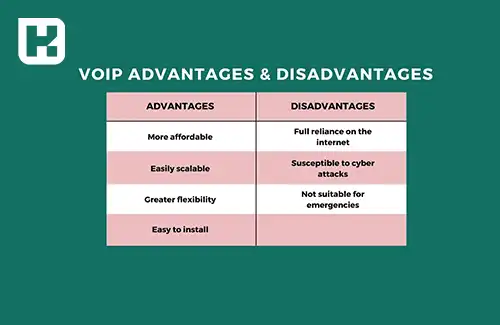 VOIP ADVANTAGES & DISADVANTAGES
ADVANTAGES
DISADVANTAGES
More affordable
Full reliance on the
internet
Easily scalable
Susceptible to cyber
attacks
Greater flexibility
Not suitable for
emergencies
Easy to install